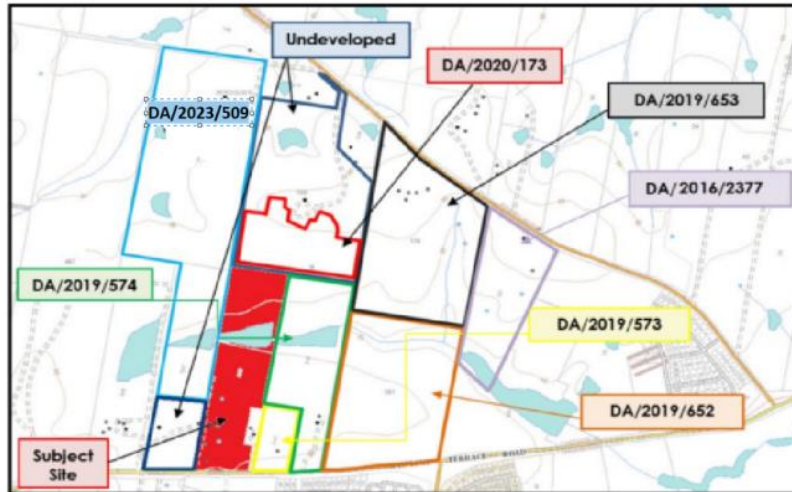 Undeveloped
DA/2020/173
DA/2023/509
DA/2019/653
DA/2016/2377
DA/2019/574
DA/2019/573
DA/2019/652
Subject
Site
TERRACE ROAD